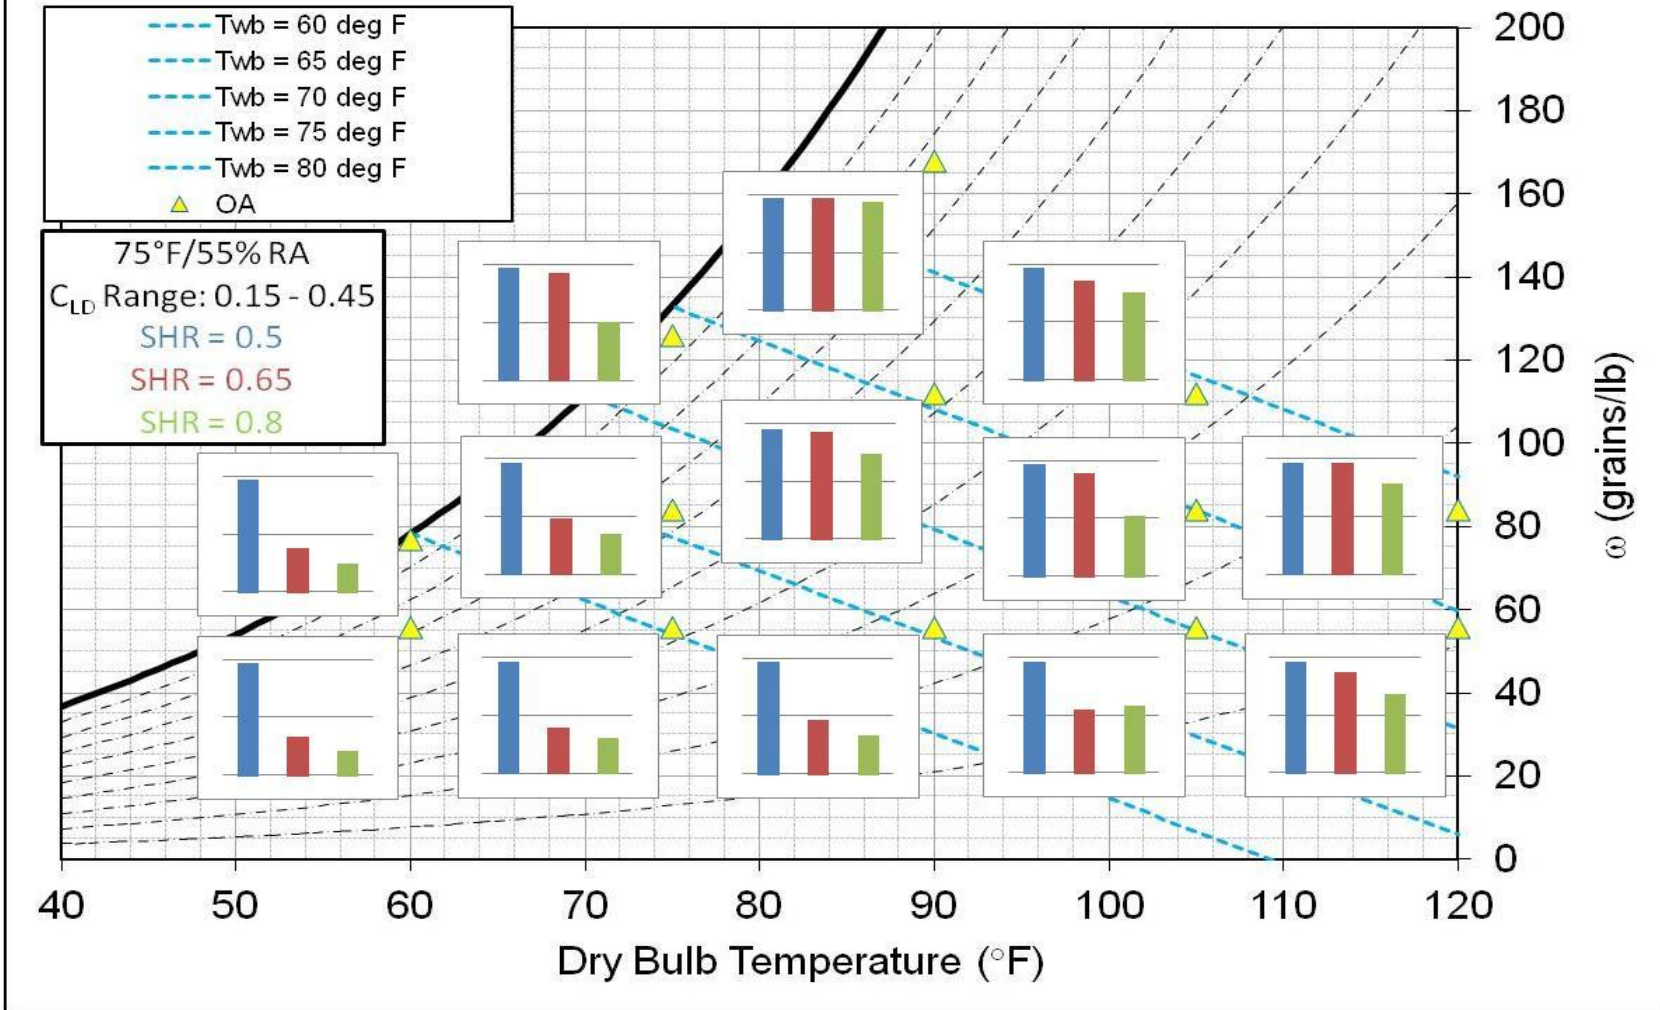 Twb = 60 deg F
Twb = 65 deg F
Twb = 70 deg F
Twb = 75 deg F
Twb = 80 deg F
OA
75°F/55% RA
CLD Range: 0.15 - 0.45
SHR = 0.5
SHR = 0.65
SHR = 0.8
200
180
160
140
120
100
80
60
40
20
0
ω (grains/lb)
40 50 60 70 80 90 100 110 120
Dry Bulb Temperature (°F)